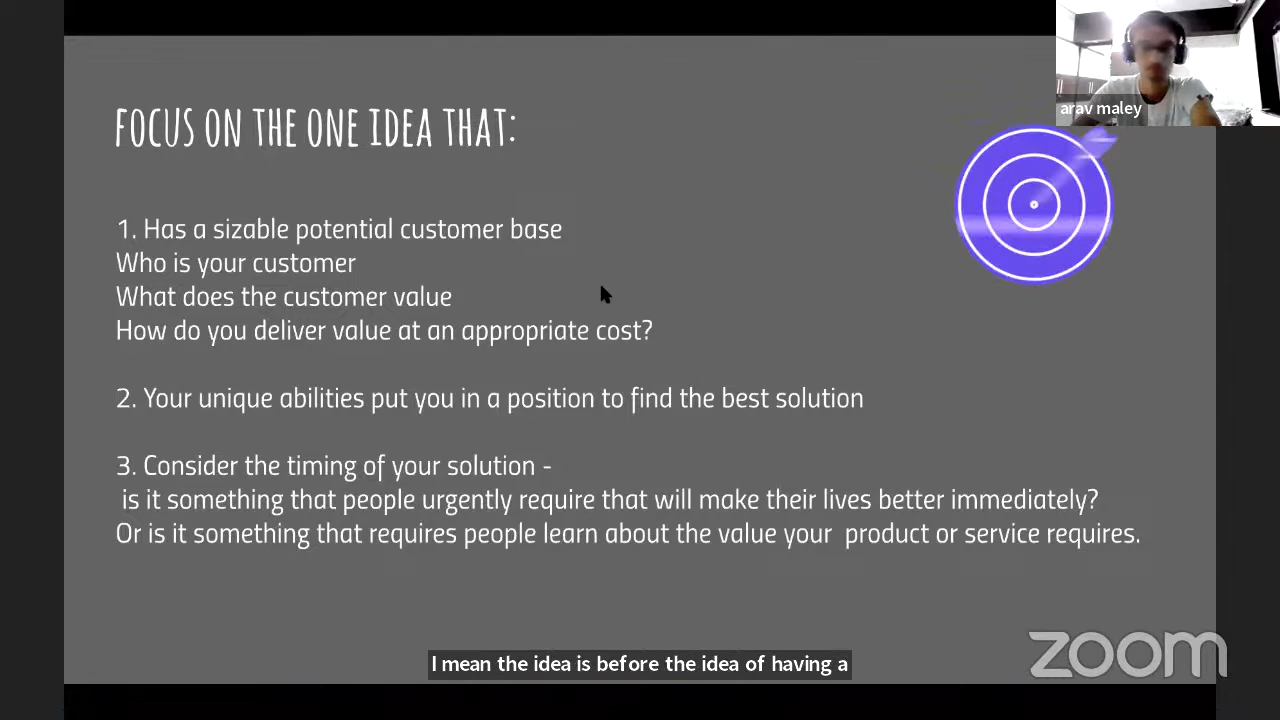 arav maley
FOCUS ON THE ONE IDEA THAT:
1. Has a sizable potential customer base
Who is your customer
What does the customer value
How do you deliver value at an appropriate cost?
2. Your unique abilities put you in a position to find the best solution
3. Consider the timing of your solution -
is it something that people urgently require that will make their lives better immediately?
Or is it something that requires people learn about the value your product or service requires.
I mean the idea is before the idea of having a
zoom